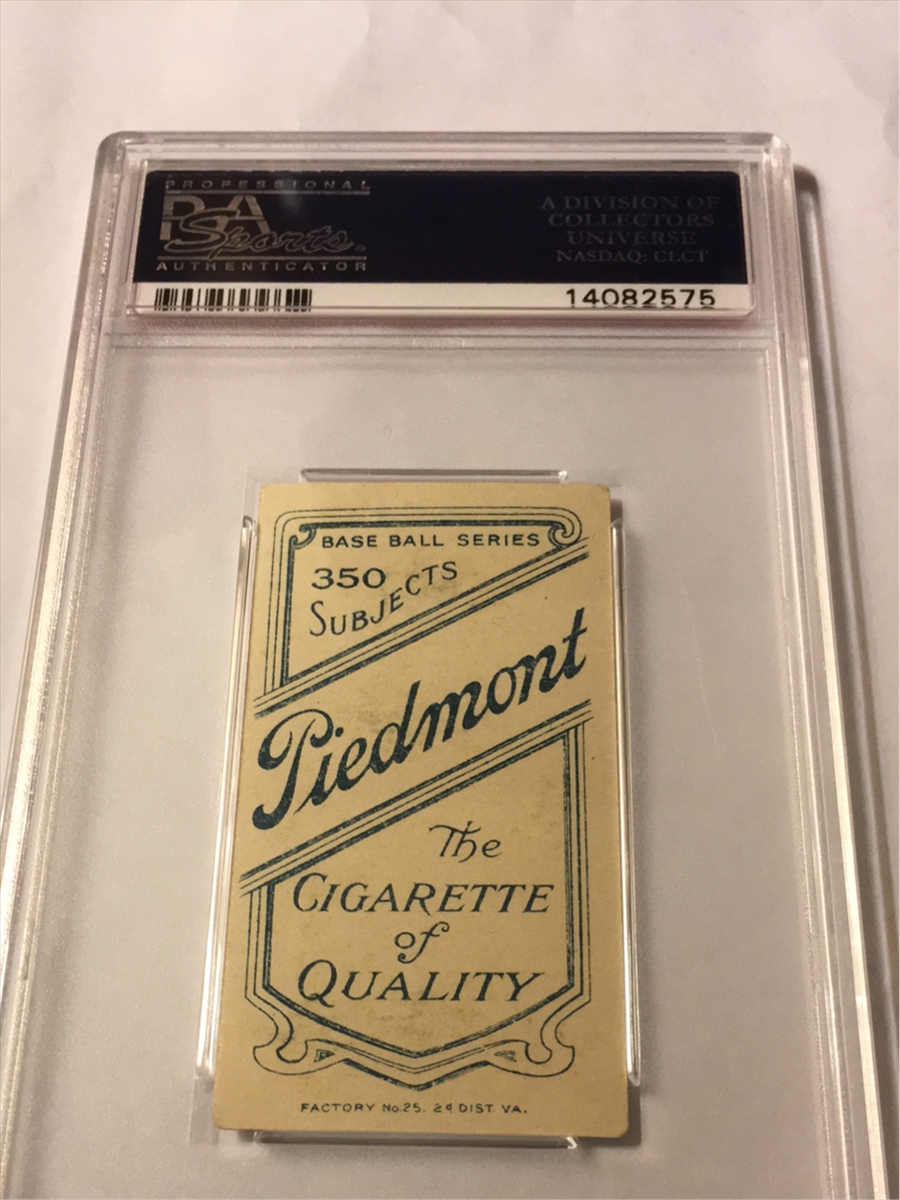 PROFESSIONAL
PSA
Sports.
AUTHENTICATOR
A DIVISION OF
COLLECTORS
UNIVERSE
NASDAQ: CLCT
14082575
BASE BALL SERIES
350
SUBJECTS
Piedmont
The
CIGARETTE
of
QUALITY
FACTORY No.25. 2d DIST. VA.